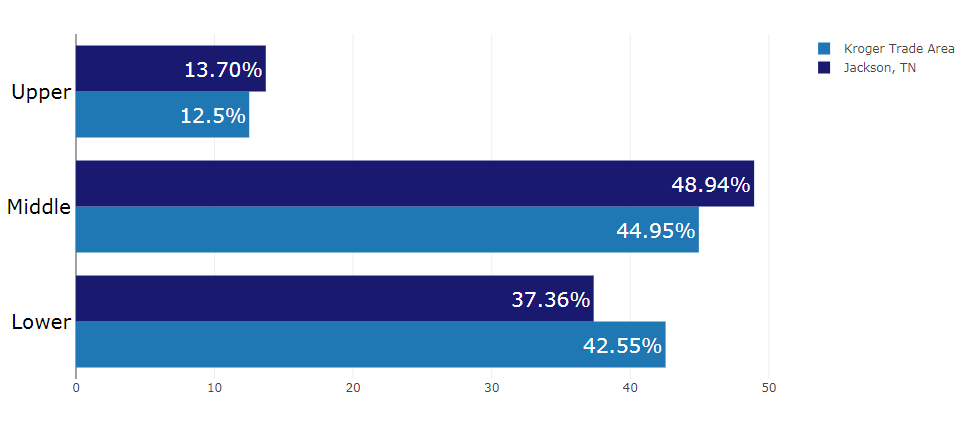 Kroger Trade Area
Jackson, TN
Upper
13.70%
12.5%
Middle
48.94%
44.95%
Lower
37.36%
42.55%
0 10 20 30 40 50